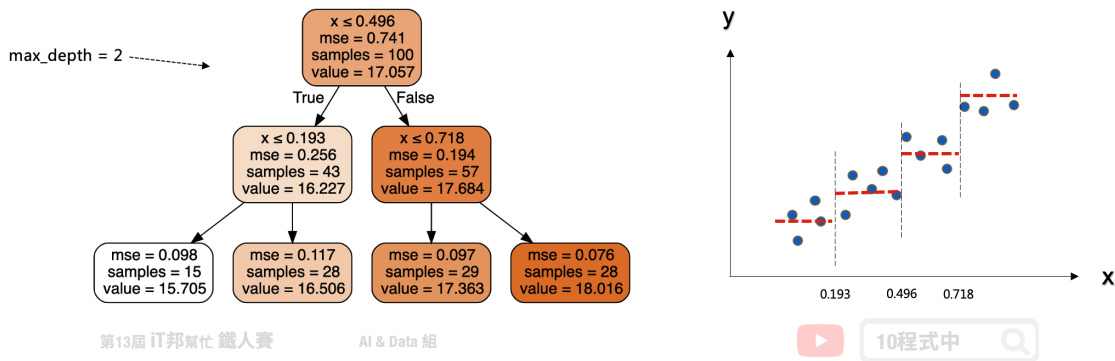 max_depth = 2
x ≤ 0.496
mse = 0.741
samples = 100
value = 17.057
True
False
x ≤ 0.193
mse = 0.256
samples = 43
value = 16.227
x ≤ 0.718
mse = 0.194
samples = 57
value = 17.684
mse = 0.098
samples = 15
value = 15.705
mse = 0.117
samples = 28
value = 16.506
mse = 0.097
samples = 29
value = 17.363
mse = 0.076
samples = 28
value = 18.016
y
x
0.193
0.496
0.718
第13屆 iT邦幫忙 鐵人賽
AI & Data 組
10程式中